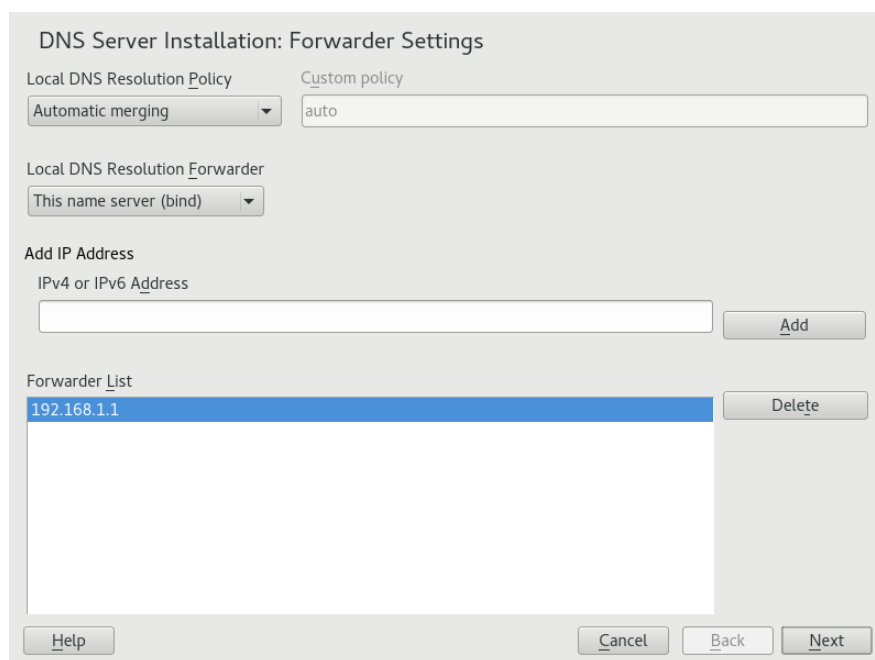 DNS Server Installation: Forwarder Settings
Local DNS Resolution Policy
Custom policy
Automatic merging
auto
Local DNS Resolution Forwarder
This name server (bind)
Add IP Address
IPv4 or IPv6 Address
Add
Forwarder List
192.168.1.1
Delete
Help
Cancel
Back
Next